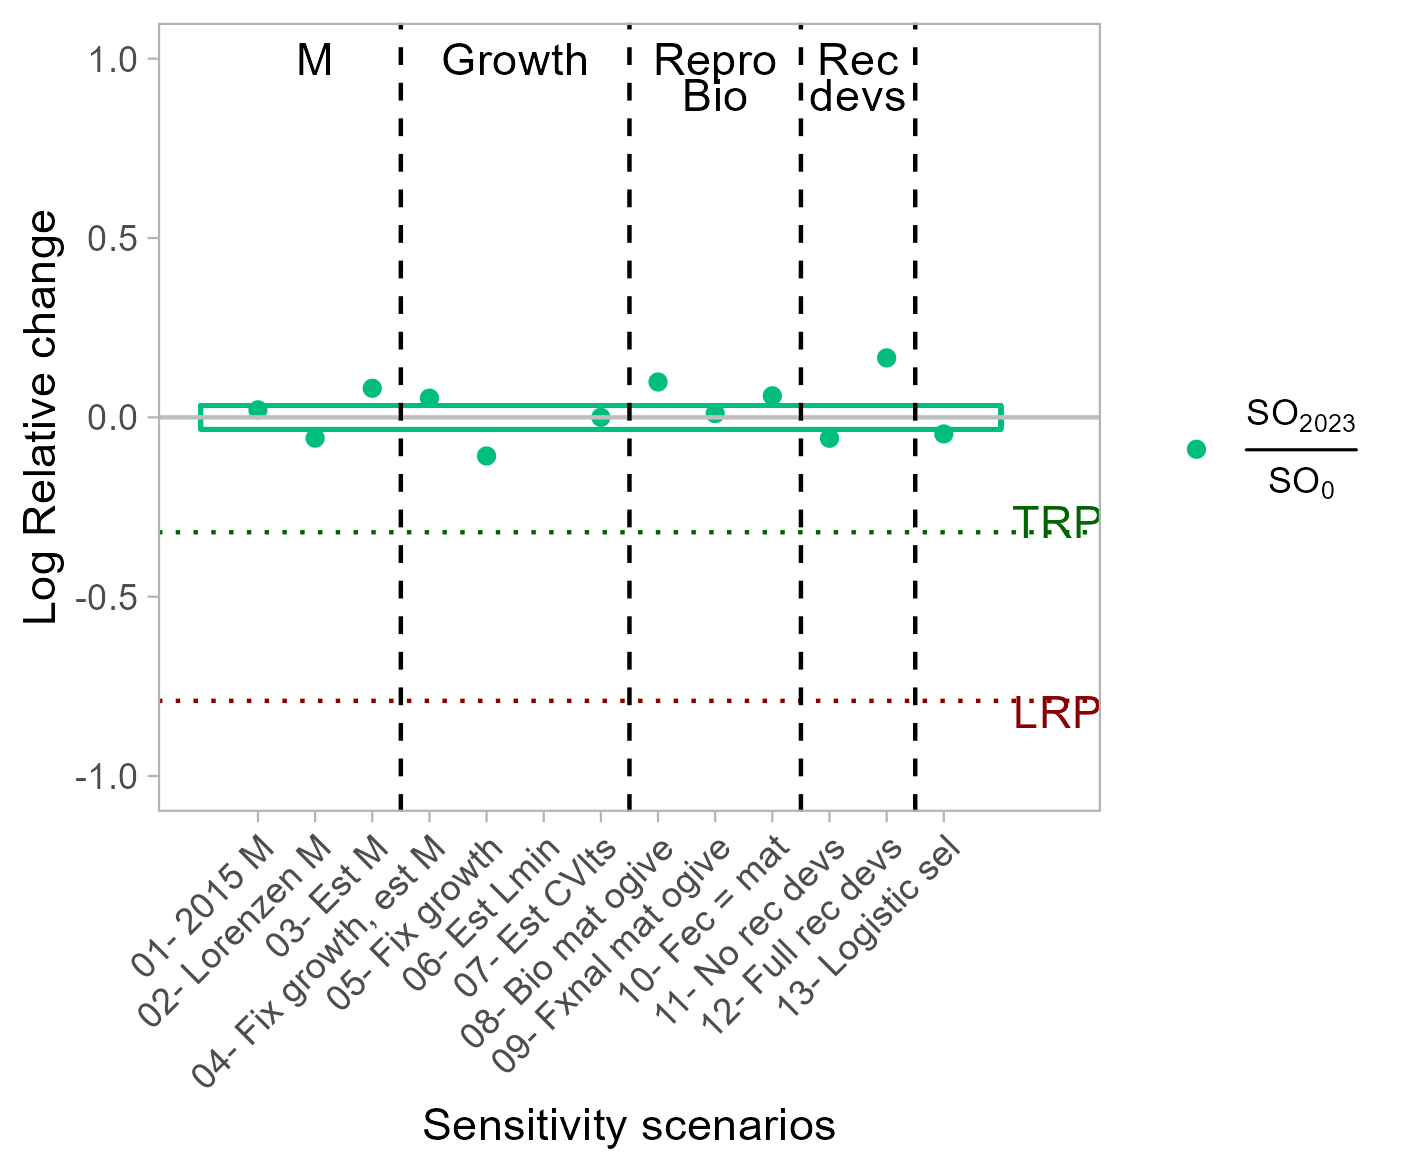 M
Growth
Repro
Bio
Rec
devs
1.0
0.5
0.0
-0.5
-1.0
Log Relative change
TRP
LRP
01- 2015 M
02- Lorenzen M
03- Est M
04- Fix growth, est M
05- Fix growth
06- Est Lmin
07- Est CVlts
08- Bio mat ogive
09- Fxnal mat ogive
10- Fec = mat
11- No rec devs
12- Full rec devs
13- Logistic sel
Sensitivity scenarios
SO2023
SO0